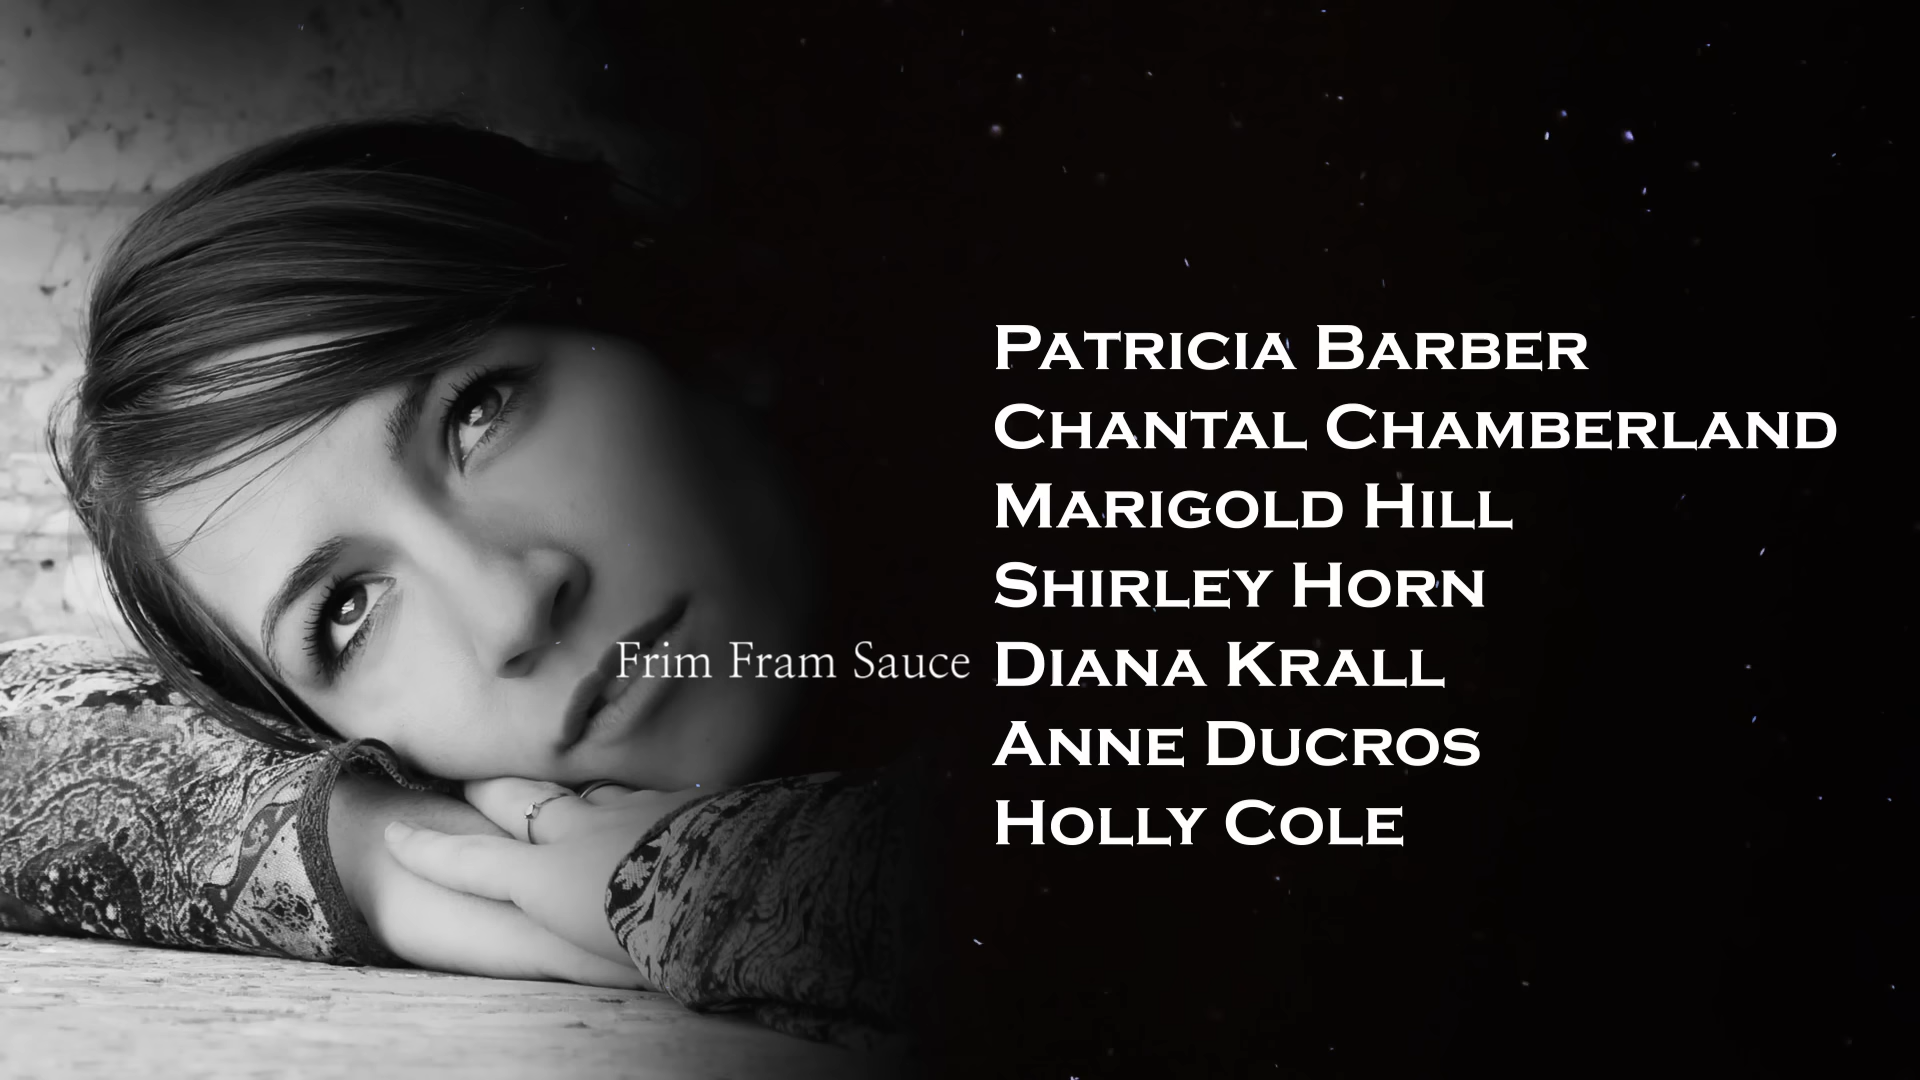 Patricia Barber
Chantal Chamberland
Marigold Hill
Shirley Horn
Frim Fram Sauce Diana Krall
Anne Ducros
Holly Cole